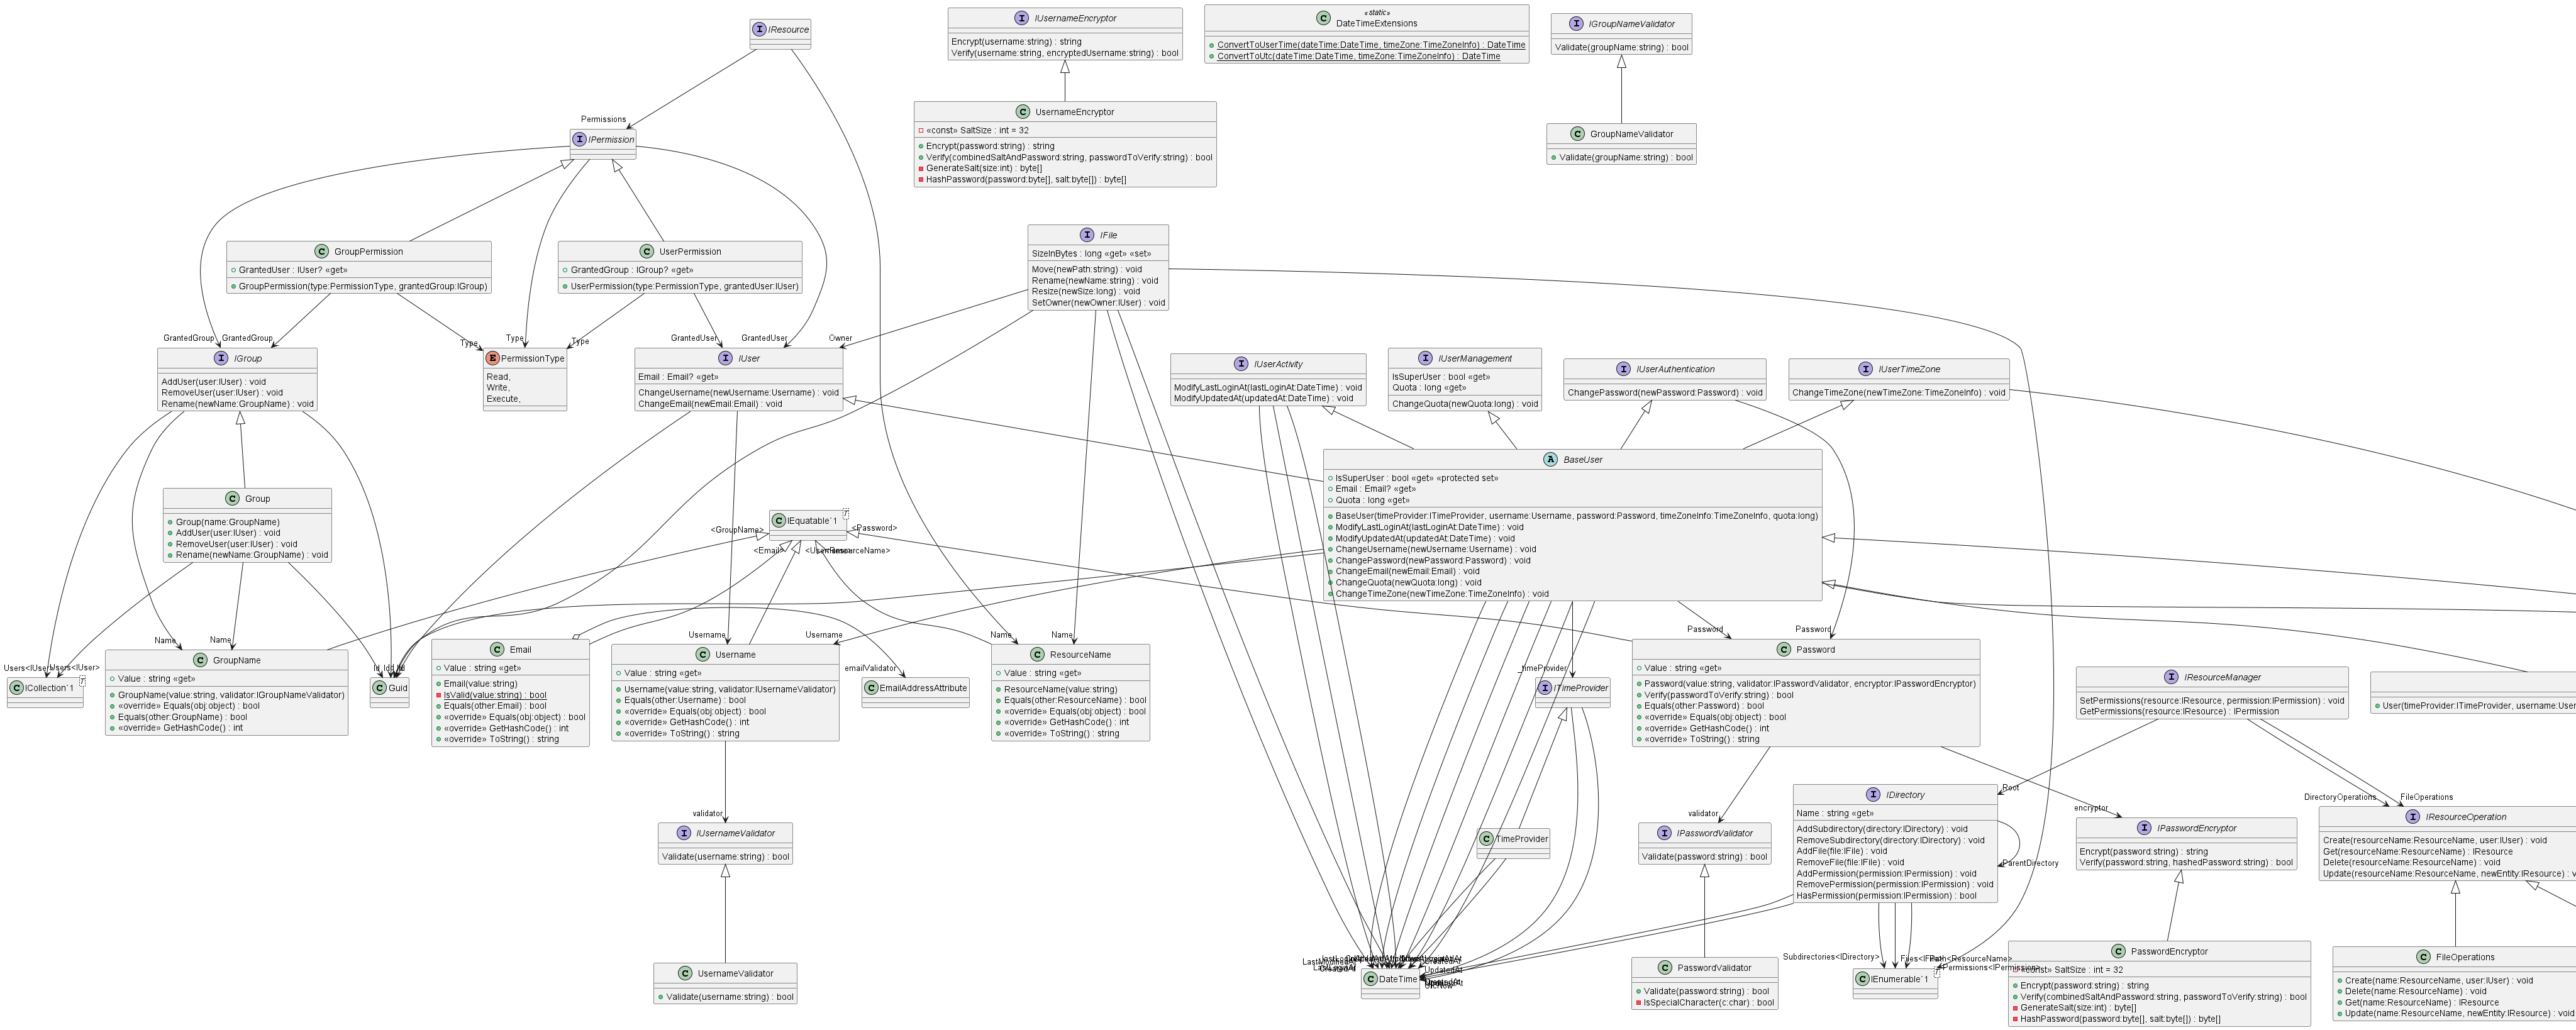 IResource
IUsernameEncryptor
Encrypt(username:string) : string
Verify(username:string, encryptedUsername:string) : bool
«static»
DateTimeExtensions
ConvertToUserTime(dateTime:DateTime, timeZone:TimeZoneInfo) : DateTime
ConvertToUtc(dateTime:DateTime, timeZone:TimeZoneInfo) : DateTime
IGroupNameValidator
Validate(groupName:string) : bool
Permissions
IPermission
UsernameEncryptor
«const» SaltSize : int = 32
Encrypt(password:string) : string
Verify(combinedSaltAndPassword:string, passwordToVerify:string) : bool
GenerateSalt(size:int) : byte[]
HashPassword(password:byte[], salt:byte[]) : byte[]
GroupNameValidator
Validate(groupName:string) : bool
GroupPermission
GrantedUser : IUser? «get»
GroupPermission(type:PermissionType, grantedGroup:IGroup)
UserPermission
GrantedGroup : IGroup? «get»
UserPermission(type:PermissionType, grantedUser:IUser)
IFile
SizeInBytes : long «get» «set»
Move(newPath:string) : void
Rename(newName:string) : void
Resize(newSize:long) : void
SetOwner(newOwner:IUser) : void
GrantedGroup
GrantedGroup
Type
Type
Type
GrantedUser
GrantedUser
Owner
IGroup
AddUser(user:IUser) : void
RemoveUser(user:IUser) : void
Rename(newName:GroupName) : void
PermissionType
Read,
Write,
Execute,
IUser
Email : Email? «get»
ChangeUsername(newUsername:Username) : void
ChangeEmail(newEmail:Email) : void
IUserActivity
ModifyLastLoginAt(lastLoginAt:DateTime) : void
ModifyUpdatedAt(updatedAt:DateTime) : void
IUserManagement
IsSuperUser : bool «get»
Quota : long «get»
ChangeQuota(newQuota:long) : void
IUserAuthentication
ChangePassword(newPassword:Password) : void
IUserTimeZone
ChangeTimeZone(newTimeZone:TimeZoneInfo) : void
Group
Group(name:GroupName)
AddUser(user:IUser) : void
RemoveUser(user:IUser) : void
Rename(newName:GroupName) : void
IEquatable`1
T
<GroupName>
<Password>
<Email>
BaseUser
IsSuperUser : bool «get» «protected set»
Email : Email? «get»
Quota : long «get»
BaseUser(timeProvider:ITimeProvider, username:Username, password:Password, timeZoneInfo:TimeZoneInfo, quota:long)
ModifyLastLoginAt(lastLoginAt:DateTime) : void
ModifyUpdatedAt(updatedAt:DateTime) : void
ChangeUsername(newUsername:Username) : void
ChangePassword(newPassword:Password) : void
ChangeEmail(newEmail:Email) : void
ChangeQuota(newQuota:long) : void
ChangeTimeZone(newTimeZone:TimeZoneInfo) : void
Name
Name
Username
Username
Name
Name
Password
Password
emailValidator
_timeProvider
ICollection`1
T
GroupName
Value : string «get»
GroupName(value:string, validator:IGroupNameValidator)
«override» Equals(obj:object) : bool
Equals(other:GroupName) : bool
«override» GetHashCode() : int
Guid
Email
Value : string «get»
Email(value:string)
IsValid(value:string) : bool
Equals(other:Email) : bool
«override» Equals(obj:object) : bool
«override» GetHashCode() : int
«override» ToString() : string
Username
Value : string «get»
Username(value:string, validator:IUsernameValidator)
Equals(other:Username) : bool
«override» Equals(obj:object) : bool
«override» GetHashCode() : int
«override» ToString() : string
EmailAddressAttribute
ResourceName
Value : string «get»
ResourceName(value:string)
Equals(other:ResourceName) : bool
«override» Equals(obj:object) : bool
«override» GetHashCode() : int
«override» ToString() : string
ITimeProvider
Password
Value : string «get»
Password(value:string, validator:IPasswordValidator, encryptor:IPasswordEncryptor)
Verify(passwordToVerify:string) : bool
Equals(other:Password) : bool
«override» Equals(obj:object) : bool
«override» GetHashCode() : int
«override» ToString() : string
IResourceManager
SetPermissions(resource:IResource, permission:IPermission) : void
GetPermissions(resource:IResource) : IPermission
User(timeProvider:ITimeProvider, username:User
Root
DirectoryOperations
FileOperations
validator
validator
encryptor
IUsernameValidator
Validate(username:string) : bool
TimeProvider
IPasswordValidator
Validate(password:string) : bool
IDirectory
Name : string «get»
AddSubdirectory(directory:IDirectory) : void
RemoveSubdirectory(directory:IDirectory) : void
AddFile(file:IFile) : void
RemoveFile(file:IFile) : void
AddPermission(permission:IPermission) : void
RemovePermission(permission:IPermission) : void
HasPermission(permission:IPermission) : bool
ParentDirectory
IPasswordEncryptor
Encrypt(password:string) : string
Verify(password:string, hashedPassword:string) : bool
IResourceOperation
Create(resourceName:ResourceName, user:IUser) : void
Get(resourceName:ResourceName) : IResource
Delete(resourceName:ResourceName) : void
Update(resourceName:ResourceName, newEntity:IResource) : v
UsernameValidator
Validate(username:string) : bool
DateTime
PasswordValidator
Validate(password:string) : bool
IsSpecialCharacter(c:char) : bool
Subdirectories<IDirectory>
IEnumerable`1
PasswordEncryptor
«const» SaltSize : int = 32
Encrypt(password:string) : string
Verify(combinedSaltAndPassword:string, passwordToVerify:string) : bool
GenerateSalt(size:int) : byte[]
HashPassword(password:byte[], salt:byte[]) : byte[]
FileOperations
Create(name:ResourceName, user:IUser) : void
Delete(name:ResourceName) : void
Get(name:ResourceName) : IResource
Update(name:ResourceName, newEntity:IResource) : void